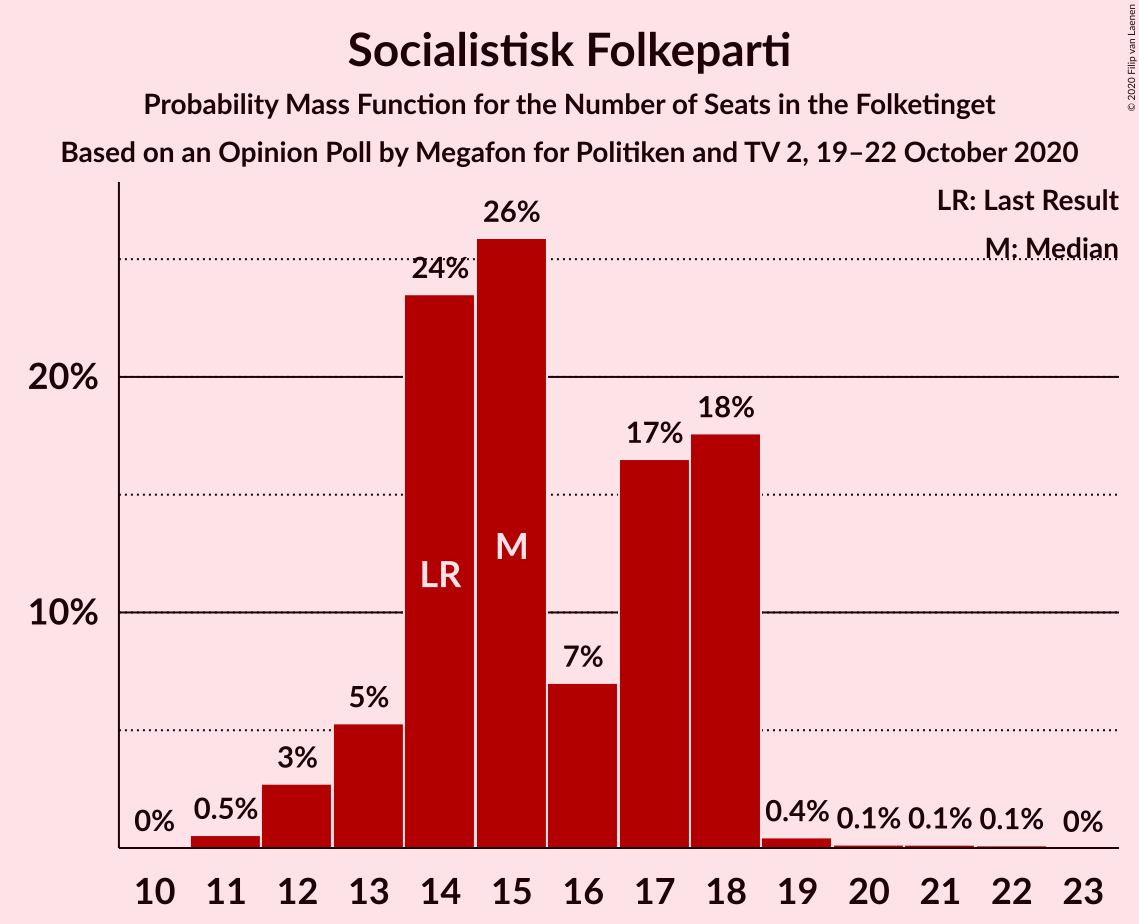 Socialistisk Folkeparti
Probability Mass Function for the Number of Seats in the Folketinget
Based on an Opinion Poll by Megafon for Politiken and TV 2, 19–22 October 2020
© 2020 Filip van Laenen
LR: Last Result
M: Median
26%
24%
20%
18%
17%
M
LR
10%
7%
5%
3%
0% 0.5% 0.4% 0.1% 0.1% 0.1% 0%
10 11 12 13 14 15 16 17 18 19 20 21 22 23